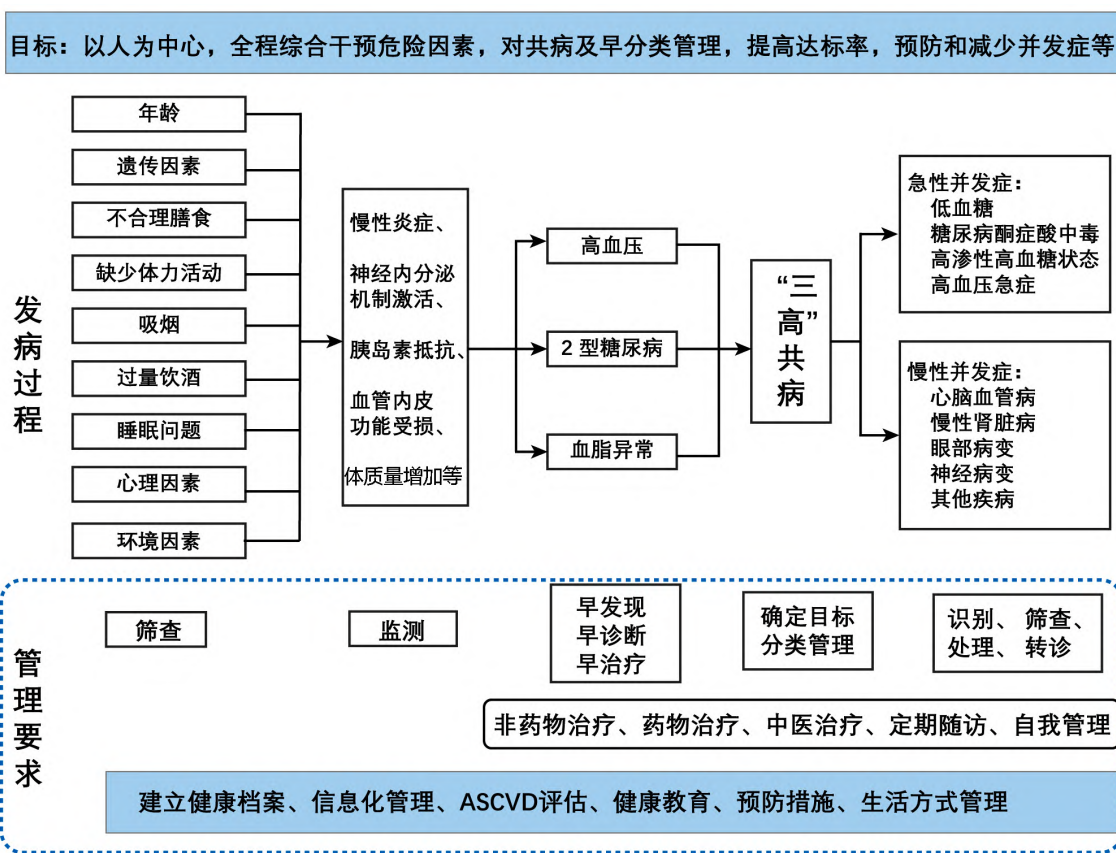 目标：以人为中心，全程综合干预危险因素，对共病及早分类管理，提高达标率，预防和减少并发症等
发病过程
年龄
遗传因素
不合理膳食
缺少体力活动
吸烟
过量饮酒
睡眠问题
心理因素
环境因素
慢性炎症、
神经内分泌
机制激活、
胰岛素抵抗、
血管内皮
功能受损、
体质量增加等
高血压
2 型糖尿病
血脂异常
“三高”共病
急性并发症：
低血糖
糖尿病酮症酸中毒
高渗性高血糖状态
高血压急症
慢性并发症：
心脑血管病
慢性肾脏病
眼部病变
神经病变
其他疾病
管理要求
筛查
监测
早发现
早诊断
早治疗
确定目标
分类管理
识别、筛查、
处理、转诊
非药物治疗、药物治疗、中医治疗、定期随访、自我管理
建立健康档案、信息化管理、ASCVD评估、健康教育、预防措施、生活方式管理